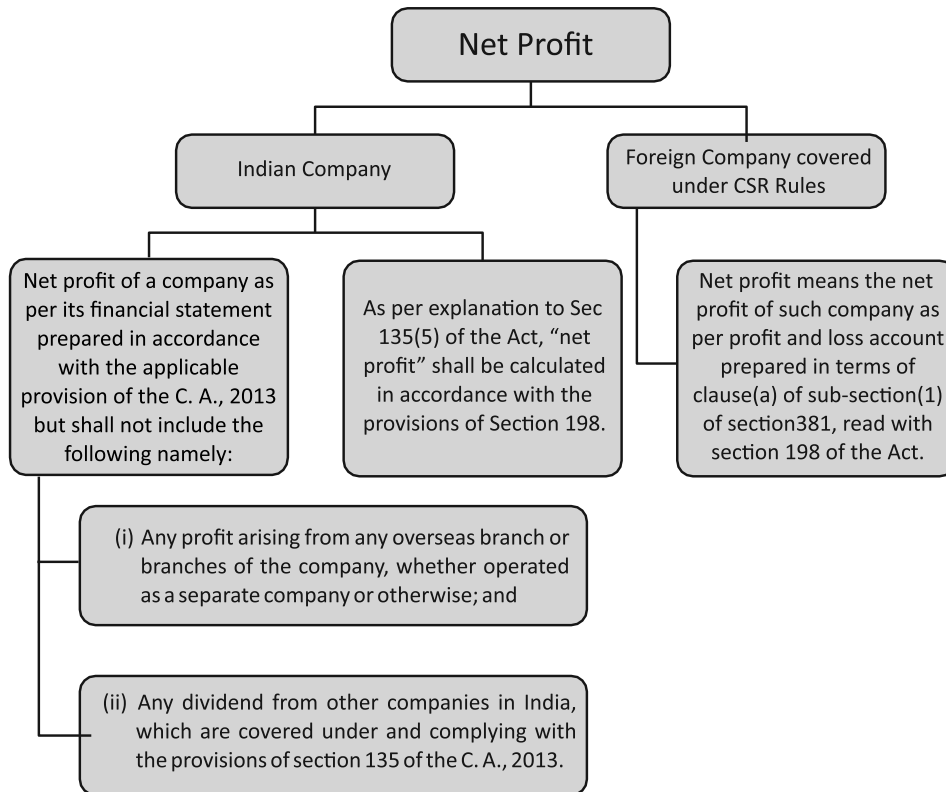 Net Profit
Indian Company
Foreign Company covered
under CSR Rules
Net profit of a company as
per its financial statement
prepared in accordance
with the applicable
provision of the C. A., 2013
but shall not include the
following namely:
As per explanation to Sec
135(5) of the Act, “net
profit” shall be calculated
in accordance with the
provisions of Section 198.
Net profit means the net
profit of such company as
per profit and loss account
prepared in terms of
clause(a) of sub-section(1)
of section381, read with
section 198 of the Act.
(i) Any profit arising from any overseas branch or
branches of the company, whether operated
as a separate company or otherwise; and
(ii) Any dividend from other companies in India,
which are covered under and complying with
the provisions of section 135 of the C. A., 2013.